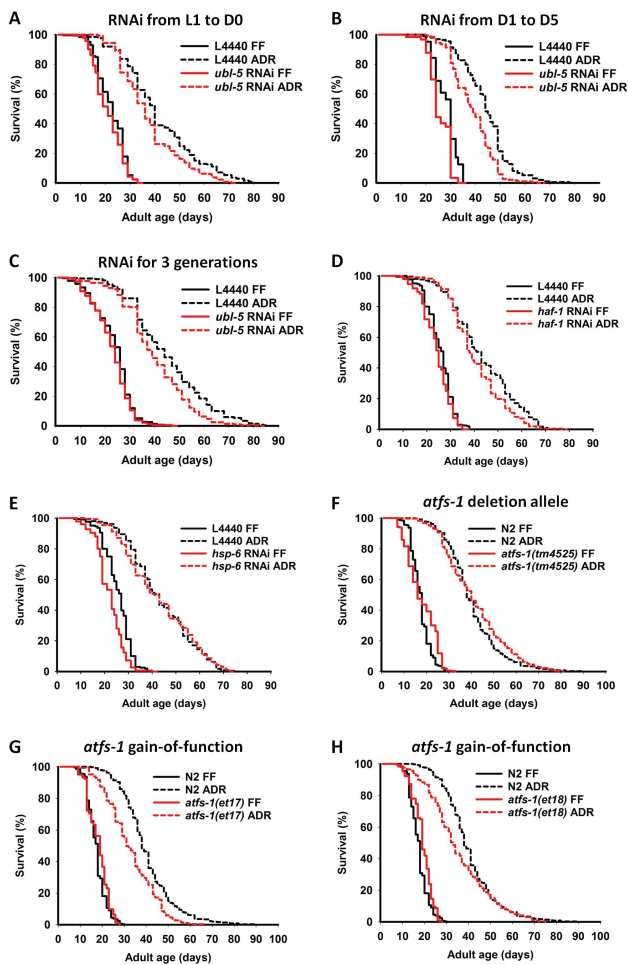 A
RNAi from L1 to D0
L4440 FF
L4440 ADR
ubl-5 RNAi FF
ubl-5 RNAi ADR
Survival (%)
100
80
60
40
20
0
0 10 20 30 40 50 60 70 80 90
Adult age (days)
B
RNAi from D1 to D5
L4440 FF
L4440 ADR
ubl-5 RNAi FF
ubl-5 RNAi ADR
Survival (%)
100
80
60
40
20
0
0 10 20 30 40 50 60 70 80 90
Adult age (days)
C
RNAi for 3 generations
L4440 FF
L4440 ADR
ubl-5 RNAi FF
ubl-5 RNAi ADR
Survival (%)
100
80
60
40
20
0
0 10 20 30 40 50 60 70 80 90
Adult age (days)
D
L4440 FF
L4440 ADR
haf-1 RNAi FF
haf-1 RNAi ADR
Survival (%)
100
80
60
40
20
0
0 10 20 30 40 50 60 70 80 90
Adult age (days)
E
L4440 FF
L4440 ADR
hsp-6 RNAi FF
hsp-6 RNAi ADR
Survival (%)
100
80
60
40
20
0
0 10 20 30 40 50 60 70 80 90
Adult age (days)
F
atfs-1 deletion allele
N2 FF
N2 ADR
atfs-1(tm4525) FF
atfs-1(tm4525) ADR
Survival (%)
100
80
60
40
20
0
0 10 20 30 40 50 60 70 80 90 100
Adult age (days)
G
atfs-1 gain-of-function
N2 FF
N2 ADR
atfs-1(et17) FF
atfs-1(et17) ADR
Survival (%)
100
80
60
40
20
0
0 10 20 30 40 50 60 70 80 90 100
Adult age (days)
H
atfs-1 gain-of-function
N2 FF
N2 ADR
atfs-1(et18) FF
atfs-1(et18) ADR
Survival (%)
100
80
60
40
20
0
0 10 20 30 40 50 60 70 80 90 100
Adult age (days)